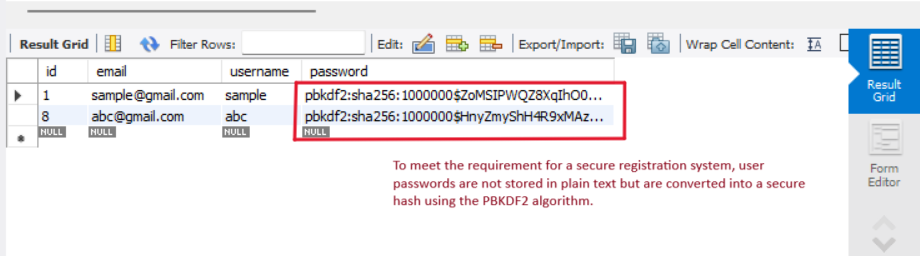 Result Grid Filter Rows: Edit: Export/Import: Wrap Cell Content:
id email username password
1 sample@gmail.com sample pbkdf2:sha256:1000000$ZoMSIPWQZ8XqIhO0...
8 abc@gmail.com abc pbkdf2:sha256:1000000$HnyZmyShH4R9xMAz...
NULL NULL NULL NULL
To meet the requirement for a secure registration system, user
passwords are not stored in plain text but are converted into a secure
hash using the PBKDF2 algorithm.
Result
Grid
Form
Editor